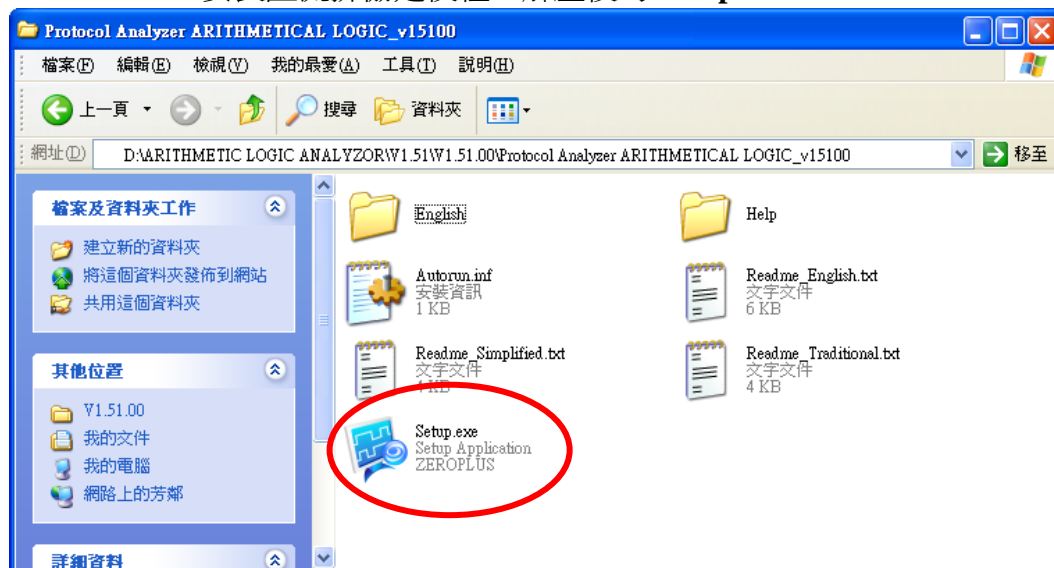 Protocol Analyzer ARITHMETICAL LOGIC_v15100
檔案(F) 編輯(E) 檢視(V) 我的最愛(A) 工具(T) 說明(H)
上一頁 搜尋 資料夾
網址(D) D:\ARITHMETIC LOGIC ANALYZOR\V1.51\V1.51.00\Protocol Analyzer ARITHMETICAL LOGIC_v15100 移至
檔案及資料夾工作
建立新的資料夾
將這個資料夾發佈到網站
共用這個資料夾
其他位置
V1.51.00
我的文件
我的電腦
網路上的芳鄰
詳細資料
English
Help
Autorun.inf
安裝資訊
1 KB
Readme_English.txt
文字文件
6 KB
Readme_Simplified.txt
文字文件
4 KB
Readme_Traditional.txt
文字文件
4 KB
Setup.exe
Setup Application
ZEROPLUS